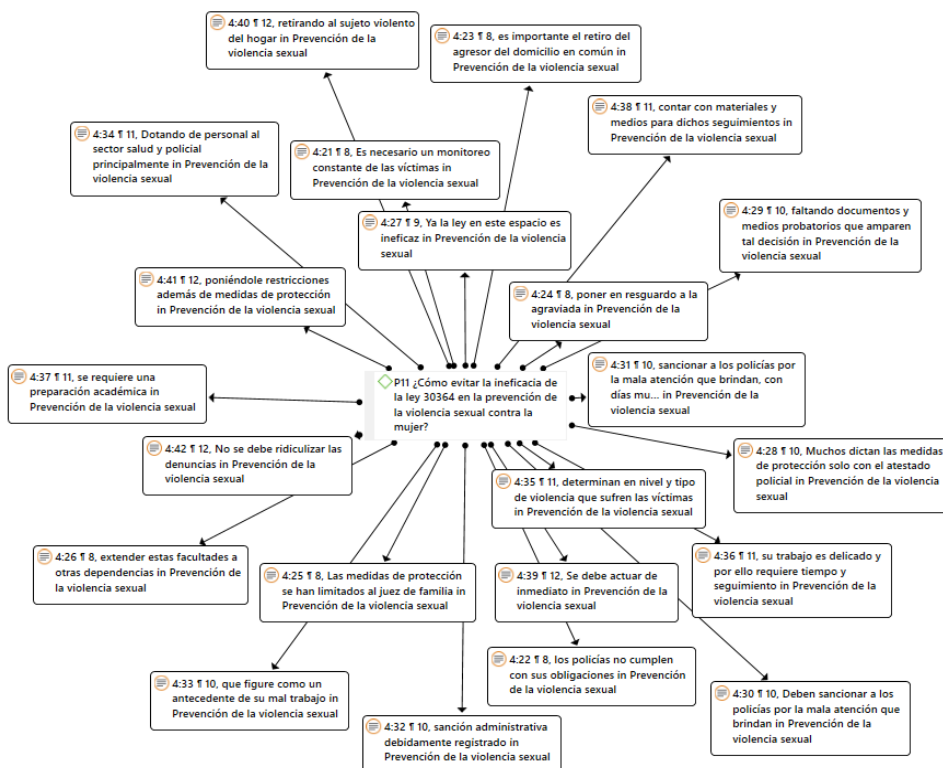 4:40 ¶ 12, retirando al sujeto violento
del hogar in Prevención de la
violencia sexual
4:23 ¶ 8, es importante el retiro del
agresor del domicilio en común in
Prevención de la violencia sexual
4:38 ¶ 11, contar con materiales y
medios para dichos seguimientos in
Prevención de la violencia sexual
4:34 ¶ 11, Dotando de personal al
sector salud y policial
principalmente in Prevención de la
violencia sexual
4:21 ¶ 8, Es necesario un monitoreo
constante de las víctimas in
Prevención de la violencia sexual
4:29 ¶ 10, faltando documentos y
medios probatorios que amparen
tal decisión in Prevención de la
violencia sexual
4:27 ¶ 9, Ya la ley en este espacio es
ineficaz in Prevención de la violencia
sexual
4:41 ¶ 12, poniéndole restricciones
además de medidas de protección
in Prevención de la violencia sexual
4:24 ¶ 8, poner en resguardo a la
agraviada in Prevención de la
violencia sexual
4:37 ¶ 11, se requiere una
preparación académica in
Prevención de la violencia sexual
P11 ¿Cómo evitar la ineficacia de
la ley 30364 en la prevención de
la violencia sexual contra la
mujer?
4:31 ¶ 10, sancionar a los policías por
la mala atención que brindan, con
días mu... in Prevención de la
violencia sexual
4:42 ¶ 12, No se debe ridiculizar las
denuncias in Prevención de la
violencia sexual
4:28 ¶ 10, Muchos dictan las medidas
de protección solo con el atestado
policial in Prevención de la violencia
sexual
4:35 ¶ 11, determinan en nivel y tipo
de violencia que sufren las víctimas
in Prevención de la violencia sexual
4:26 ¶ 8, extender estas facultades a
otras dependencias in Prevención de
la violencia sexual
4:25 ¶ 8, Las medidas de protección
se han limitados al juez de familia in
Prevención de la violencia sexual
4:39 ¶ 12, Se debe actuar de
inmediato in Prevención de la
violencia sexual
4:36 ¶ 11, su trabajo es delicado y
por ello requiere tiempo y
seguimiento in Prevención de la
violencia sexual
4:22 ¶ 8, los policías no cumplen
con sus obligaciones in Prevención
de la violencia sexual
4:33 ¶ 10, que figure como un
antecedente de su mal trabajo in
Prevención de la violencia sexual
4:32 ¶ 10, sanción administrativa
debidamente registrado in
Prevención de la violencia sexual
4:30 ¶ 10, Deben sancionar a los
policías por la mala atención que
brindan in Prevención de la
violencia sexual